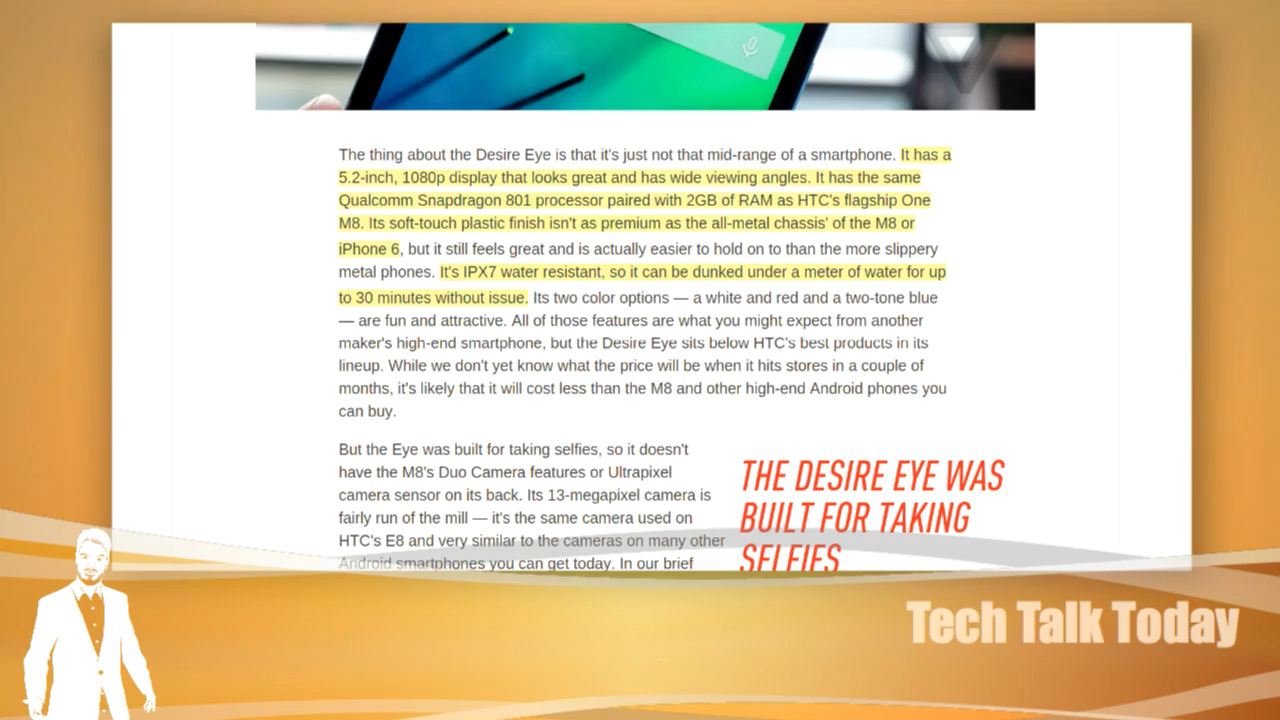 The thing about the Desire Eye is that it's just not that mid-range of a smartphone. It has a
5.2-inch, 1080p display that looks great and has wide viewing angles. It has the same
Qualcomm Snapdragon 801 processor paired with 2GB of RAM as HTC's flagship One
M8. Its soft-touch plastic finish isn't as premium as the all-metal chassis' of the M8 or
iPhone 6, but it still feels great and is actually easier to hold on to than the more slippery
metal phones. It's IPX7 water resistant, so it can be dunked under a meter of water for up
to 30 minutes without issue. Its two color options — a white and red and a two-tone blue
— are fun and attractive. All of those features are what you might expect from another
maker's high-end smartphone, but the Desire Eye sits below HTC's best products in its
lineup. While we don't yet know what the price will be when it hits stores in a couple of
months, it's likely that it will cost less than the M8 and other high-end Android phones you
can buy.
But the Eye was built for taking selfies, so it doesn't
have the M8's Duo Camera features or Ultrapixel
camera sensor on its back. Its 13-megapixel camera is
fairly run of the mill — it's the same camera used on
HTC's E8 and very similar to the cameras on many other
Android smartphones you can get today. In our brief
THE DESIRE EYE WAS
BUILT FOR TAKING
SELFIES
Tech Talk Today